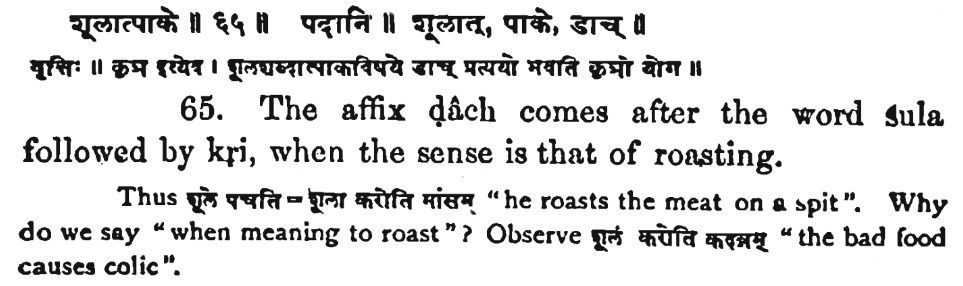 शूलात्पाके ॥ ६५ ॥ पदानि ॥ शूलात्, पाके, डाच् ॥
वृत्तिः ॥ कृञ इत्येव । शूलशब्दात्पाकविषये डाच् प्रत्ययो भवति कृञो योग ॥
65. The affix ḍâch comes after the word śula
followed by kṛi, when the sense is that of roasting.
Thus शूले पचति = शूला करोति मांसम् “he roasts the meat on a spit”. Why
do we say “when meaning to roast”? Observe शूलं करोति कदन्नम् “the bad food
causes colic”.